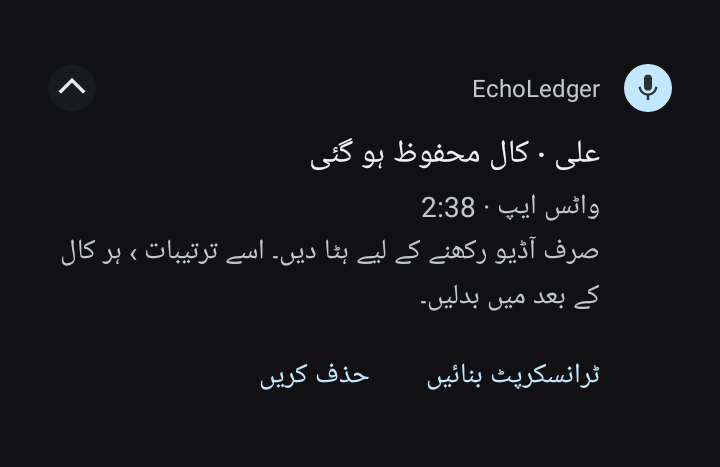 EchoLedger
علی · کال محفوظ ہو گئی
واٹس ایپ · 2:38
صرف آڈیو رکھنے کے لیے ہٹا دیں۔ اسے ترتیبات › ہر کال
کے بعد میں بدلیں۔
ٹرانسکرپٹ بنائیں حذف کریں